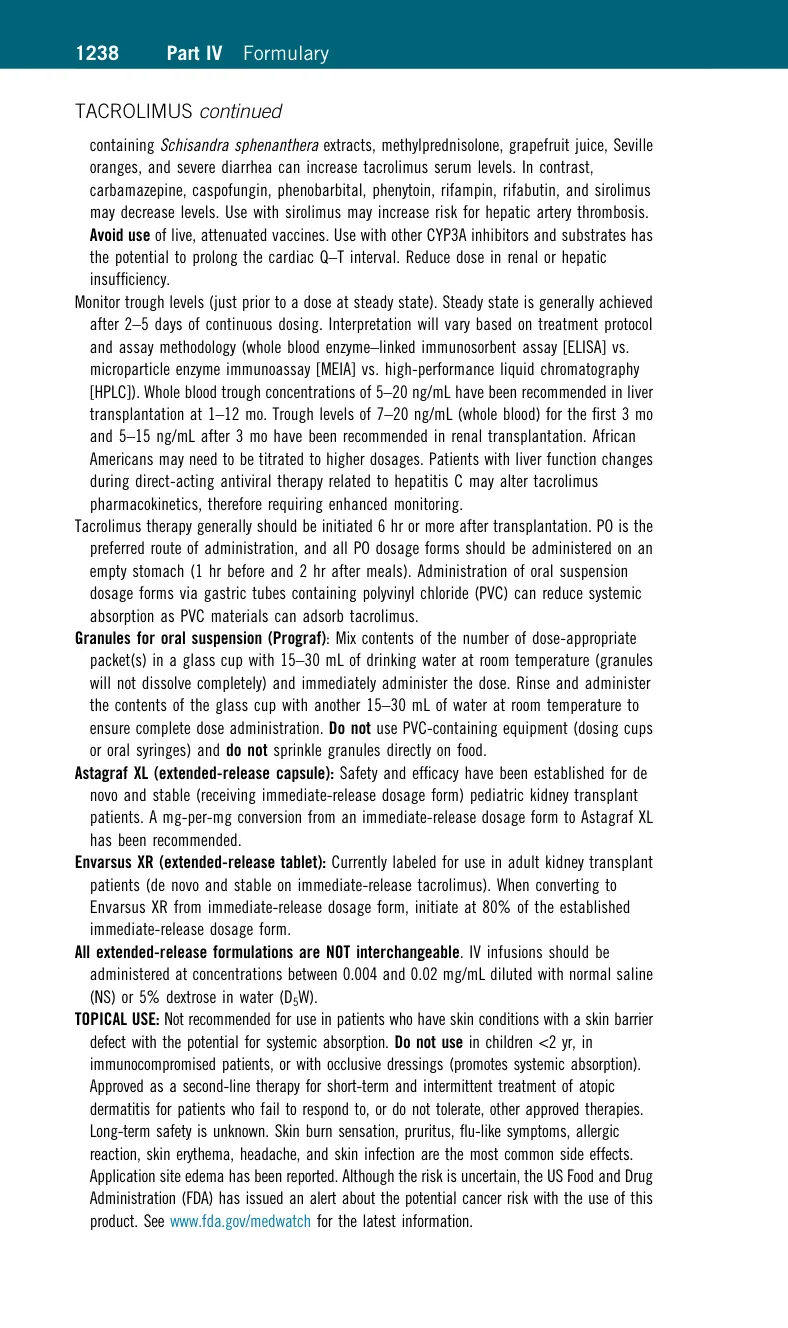 1238 Part IV Formulary
TACROLIMUS continued
containing Schisandra sphenanthera extracts, methylprednisolone, grapefruit juice, Seville
oranges, and severe diarrhea can increase tacrolimus serum levels. In contrast,
carbamazepine, caspofungin, phenobarbital, phenytoin, rifampin, rifabutin, and sirolimus
may decrease levels. Use with sirolimus may increase risk for hepatic artery thrombosis.
Avoid use of live, attenuated vaccines. Use with other CYP3A inhibitors and substrates has
the potential to prolong the cardiac Q–T interval. Reduce dose in renal or hepatic
insufficiency.
Monitor trough levels (just prior to a dose at steady state). Steady state is generally achieved
after 2–5 days of continuous dosing. Interpretation will vary based on treatment protocol
and assay methodology (whole blood enzyme–linked immunosorbent assay [ELISA] vs.
microparticle enzyme immunoassay [MEIA] vs. high-performance liquid chromatography
[HPLC]). Whole blood trough concentrations of 5–20 ng/mL have been recommended in liver
transplantation at 1–12 mo. Trough levels of 7–20 ng/mL (whole blood) for the first 3 mo
and 5–15 ng/mL after 3 mo have been recommended in renal transplantation. African
Americans may need to be titrated to higher dosages. Patients with liver function changes
during direct-acting antiviral therapy related to hepatitis C may alter tacrolimus
pharmacokinetics, therefore requiring enhanced monitoring.
Tacrolimus therapy generally should be initiated 6 hr or more after transplantation. PO is the
preferred route of administration, and all PO dosage forms should be administered on an
empty stomach (1 hr before and 2 hr after meals). Administration of oral suspension
dosage forms via gastric tubes containing polyvinyl chloride (PVC) can reduce systemic
absorption as PVC materials can adsorb tacrolimus.
Granules for oral suspension (Prograf): Mix contents of the number of dose-appropriate
packet(s) in a glass cup with 15–30 mL of drinking water at room temperature (granules
will not dissolve completely) and immediately administer the dose. Rinse and administer
the contents of the glass cup with another 15–30 mL of water at room temperature to
ensure complete dose administration. Do not use PVC-containing equipment (dosing cups
or oral syringes) and do not sprinkle granules directly on food.
Astagraf XL (extended-release capsule): Safety and efficacy have been established for de
novo and stable (receiving immediate-release dosage form) pediatric kidney transplant
patients. A mg-per-mg conversion from an immediate-release dosage form to Astagraf XL
has been recommended.
Envarsus XR (extended-release tablet): Currently labeled for use in adult kidney transplant
patients (de novo and stable on immediate-release tacrolimus). When converting to
Envarsus XR from immediate-release dosage form, initiate at 80% of the established
immediate-release dosage form.
All extended-release formulations are NOT interchangeable. IV infusions should be
administered at concentrations between 0.004 and 0.02 mg/mL diluted with normal saline
(NS) or 5% dextrose in water (D5W).
TOPICAL USE: Not recommended for use in patients who have skin conditions with a skin barrier
defect with the potential for systemic absorption. Do not use in children <2 yr, in
immunocompromised patients, or with occlusive dressings (promotes systemic absorption).
Approved as a second-line therapy for short-term and intermittent treatment of atopic
dermatitis for patients who fail to respond to, or do not tolerate, other approved therapies.
Long-term safety is unknown. Skin burn sensation, pruritus, flu-like symptoms, allergic
reaction, skin erythema, headache, and skin infection are the most common side effects.
Application site edema has been reported. Although the risk is uncertain, the US Food and Drug
Administration (FDA) has issued an alert about the potential cancer risk with the use of this
product. See www.fda.gov/medwatch for the latest information.